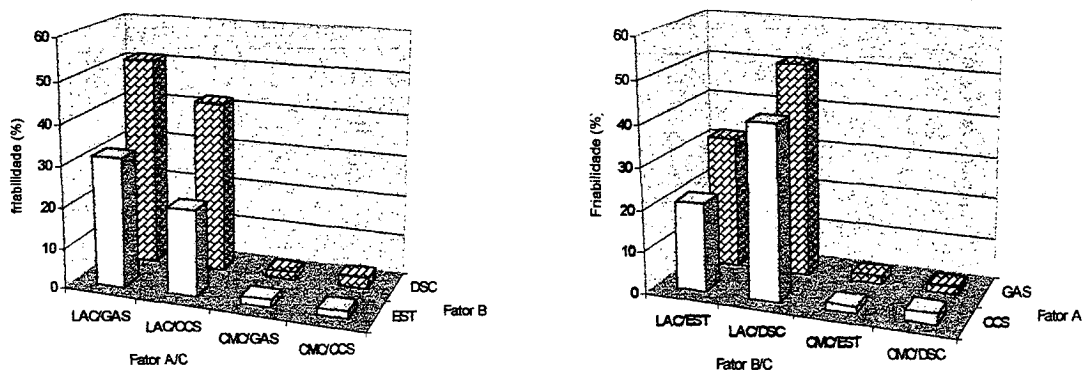 60
50
40
30
20
10
0
friabilidade (%)
LAC/GAS
LAC/CCS
CMC/GAS
CMC/CCS
DSC
EST
Fator B
Fator A/C
60
50
40
30
20
10
0
Friabilidade (%)
LAC/EST
LAC/DSC
CMC/EST
CMC/DSC
GAS
CCS
Fator A
Fator B/C